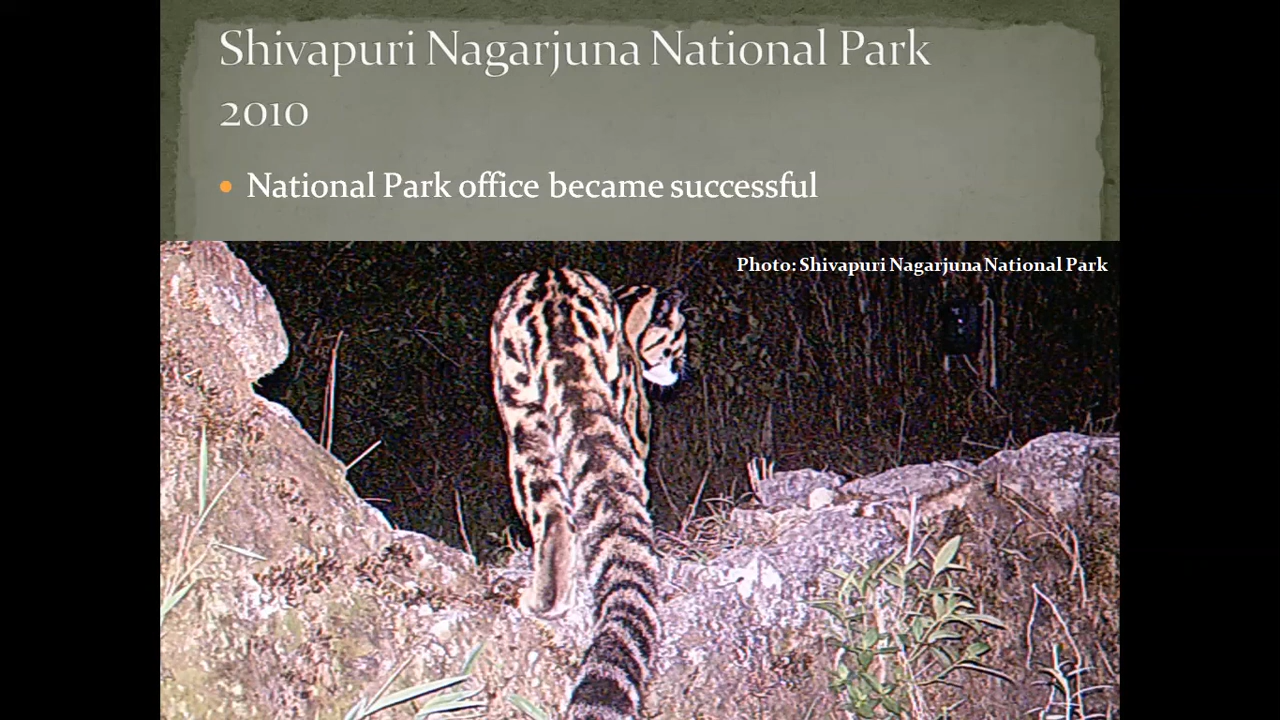 Shivapuri Nagarjuna National Park
2010
National Park office became successful
Photo: Shivapuri Nagarjuna National Park